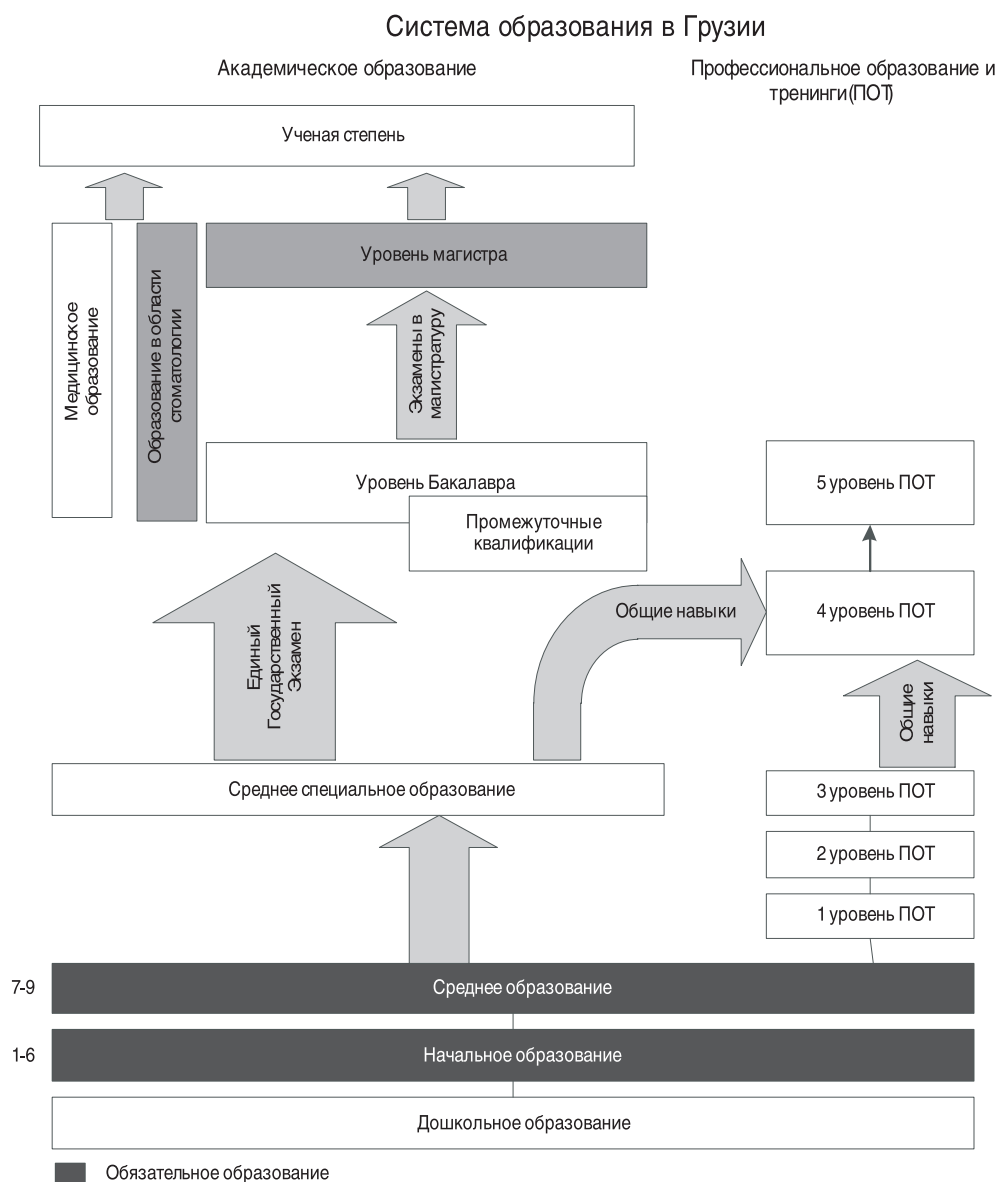 Система образования в Грузии
Академическое образование
Профессиональное образование и
тренинги(ПОТ)
Ученая степень
Медицинское
образование
Образование в области
стоматологии
Уровень магистра
Экзамены в
магистратуру
Уровень Бакалавра
Промежуточные
квалификации
5 уровень ПОТ
Единый
Государственный
Экзамен
Общие навыки
4 уровень ПОТ
Общие
навыки
Среднее специальное образование
3 уровень ПОТ
2 уровень ПОТ
1 уровень ПОТ
7-9
Среднее образование
1-6
Начальное образование
Дошкольное образование
Обязательное образование